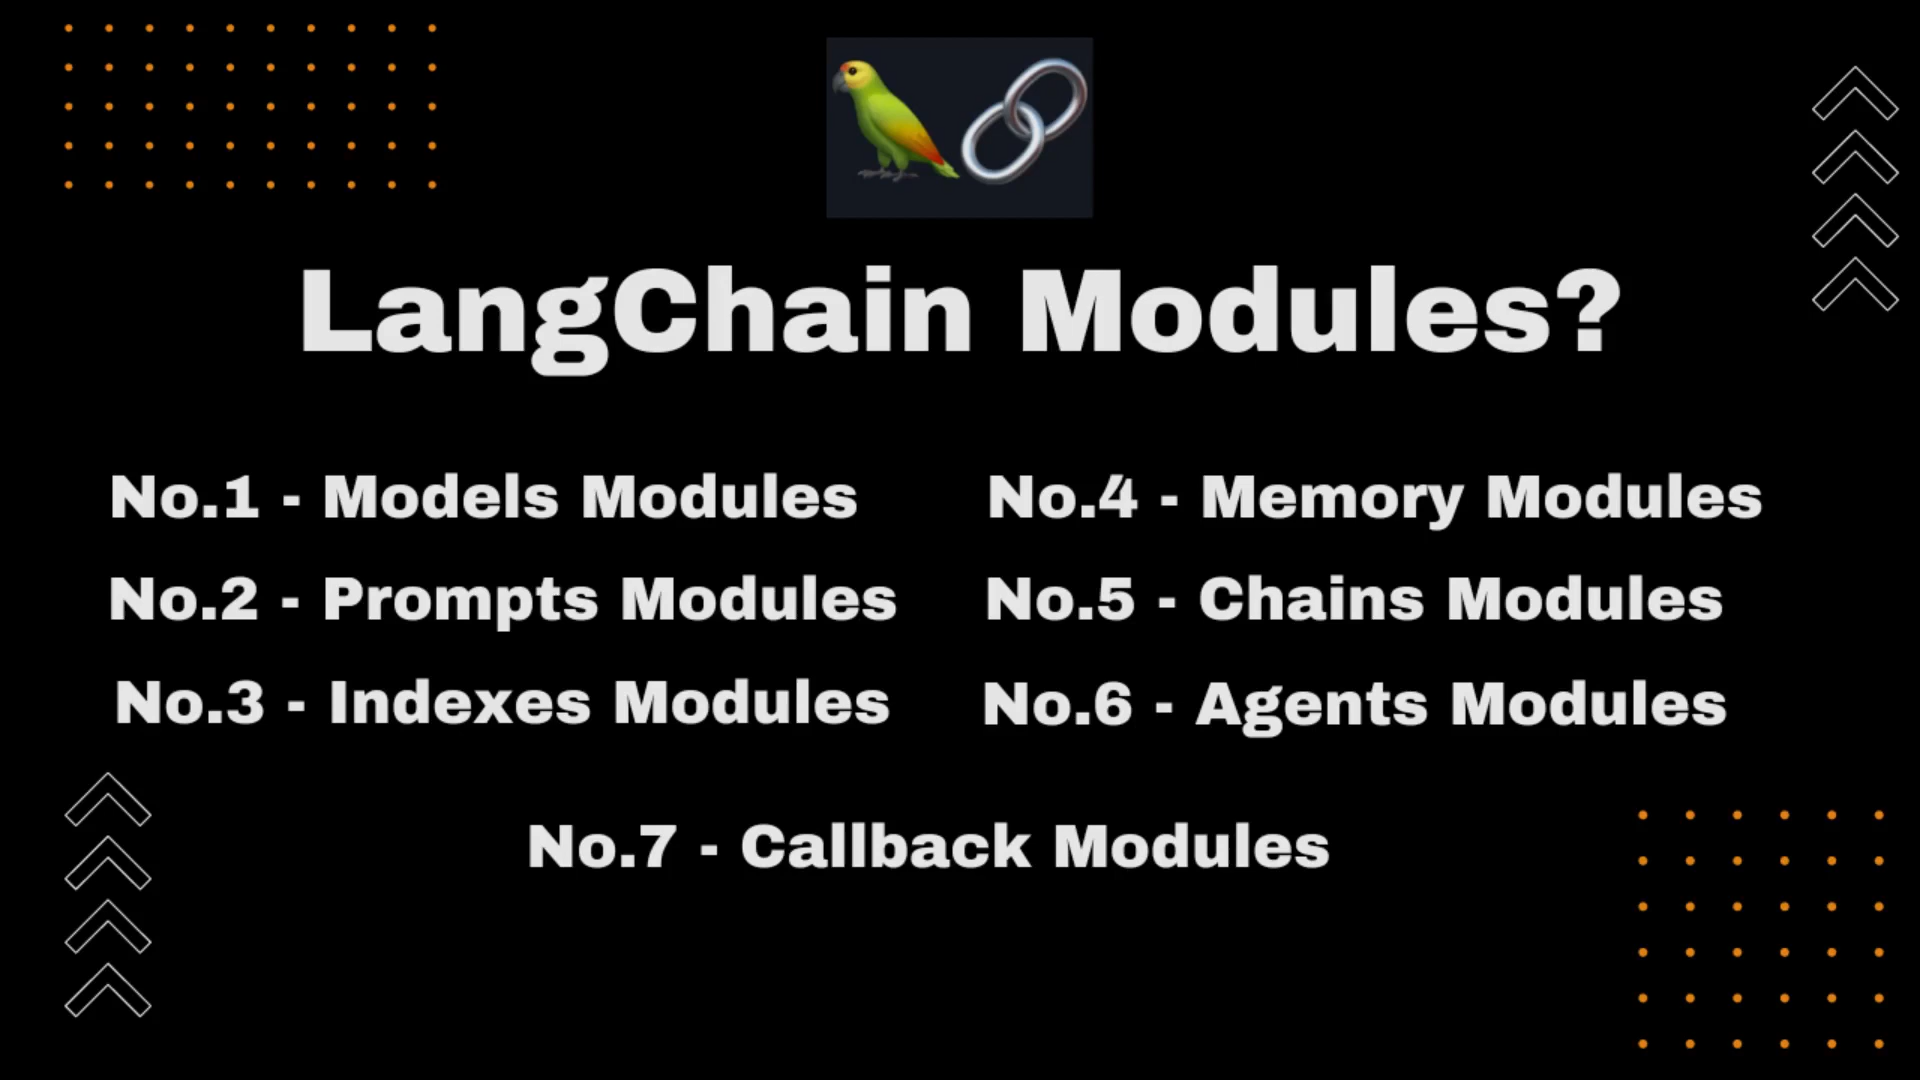 LangChain Modules?
No.1 - Models Modules
No.2 - Prompts Modules
No.3 - Indexes Modules
No.4 - Memory Modules
No.5 - Chains Modules
No.6 - Agents Modules
No.7 - Callback Modules